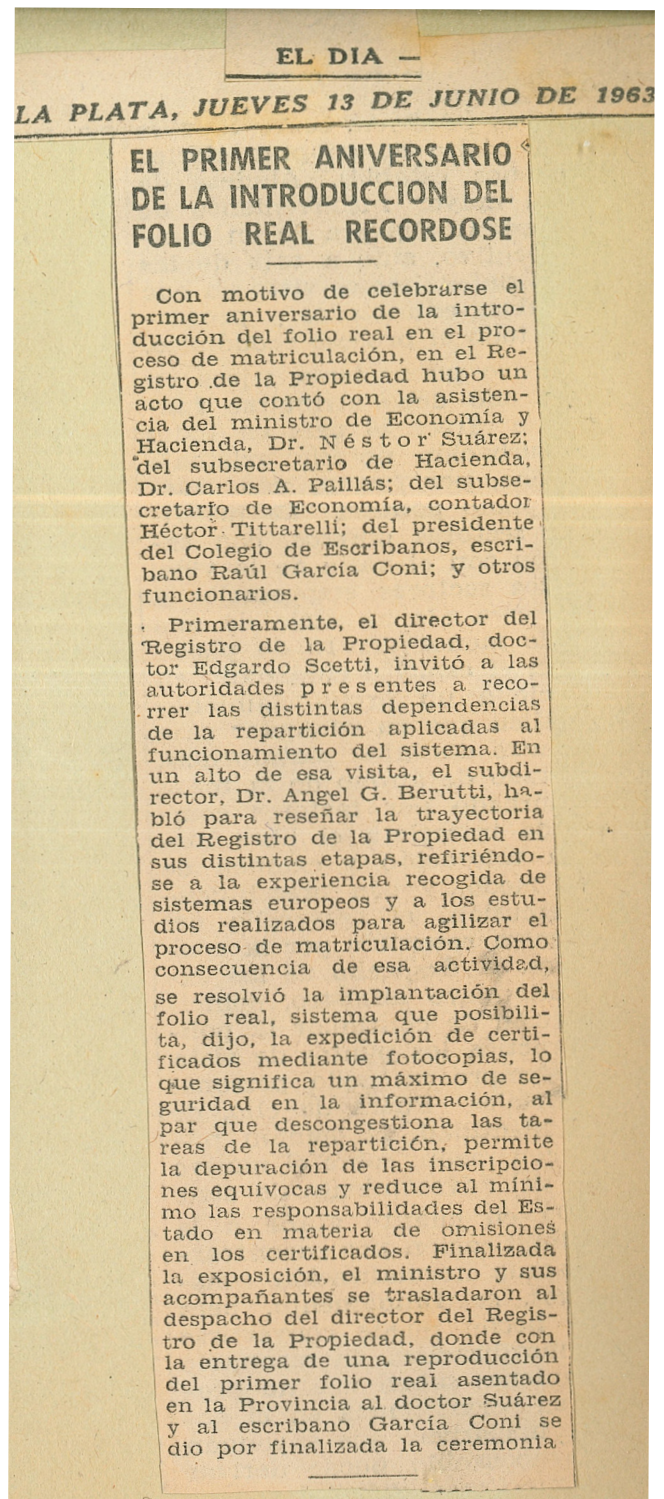 EL DIA —
LA PLATA, JUEVES 13 DE JUNIO DE 1963
EL PRIMER ANIVERSARIO
DE LA INTRODUCCION DEL
FOLIO REAL RECORDOSE
Con motivo de celebrarse el
primer aniversario de la intro-
ducción del folio real en el pro-
ceso de matriculación, en el Re-
gistro de la Propiedad hubo un
acto que contó con la asisten-
cia del ministro de Economía y
Hacienda, Dr. Néstor Suárez;
del subsecretario de Hacienda,
Dr. Carlos A. Paillás; del subse-
cretario de Economía, contador
Héctor Tittarelli; del presidente
del Colegio de Escribanos, escri-
bano Raúl García Coni; y otros
funcionarios.
Primeramente, el director del
Registro de la Propiedad, doc-
tor Edgardo Scetti, invitó a las
autoridades presentes a reco-
rrer las distintas dependencias
de la repartición aplicadas al
funcionamiento del sistema. En
un alto de esa visita, el subdi-
rector, Dr. Angel G. Berutti, ha-
bló para reseñar la trayectoria
del Registro de la Propiedad en
sus distintas etapas, refiriéndo-
se a la experiencia recogida de
sistemas europeos y a los estu-
dios realizados para agilizar el
proceso de matriculación. Como
consecuencia de esa actividad,
se resolvió la implantación del
folio real, sistema que posibili-
ta, dijo, la expedición de certi-
ficados mediante fotocopias, lo
que significa un máximo de se-
guridad en la información, al
par que descongestiona las ta-
reas de la repartición, permite
la depuración de las inscripcio-
nes equívocas y reduce al míni-
mo las responsabilidades del Es-
tado en materia de omisiones
en los certificados. Finalizada
la exposición, el ministro y sus
acompañantes se trasladaron al
despacho del director del Regis-
tro de la Propiedad, donde con
la entrega de una reproducción
del primer folio real asentado
en la Provincia al doctor Suárez
y al escribano García Coni se
dio por finalizada la ceremonia